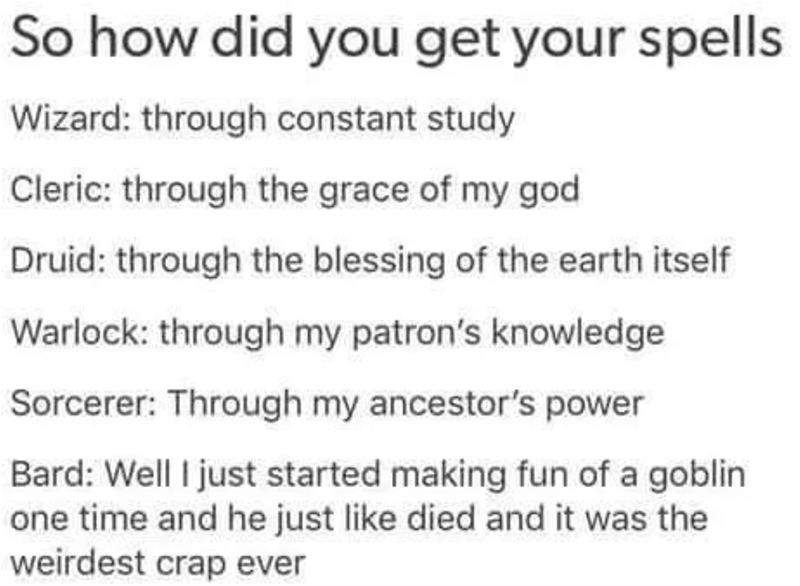 So how did you get your spells
Wizard: through constant study
Cleric: through the grace of my god
Druid: through the blessing of the earth itself
Warlock: through my patron's knowledge
Sorcerer: Through my ancestor's power
Bard: Well I just started making fun of a goblin
one time and he just like died and it was the
weirdest crap ever